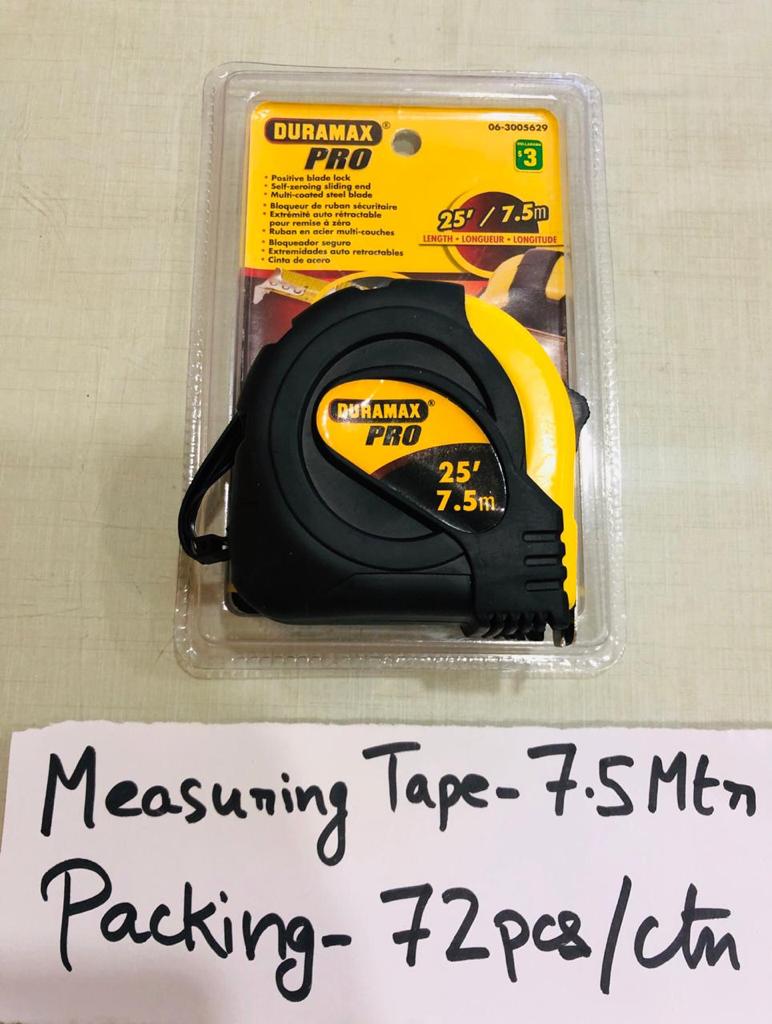 DURAMAX®
PRO
06-3005629
DOLLARAMA
$3
• Positive blade lock
• Self-zeroing sliding end
• Multi-coated steel blade
• Bloqueur de ruban sécuritaire
• Extrémité auto rétractable
pour remise à zéro
• Ruban en acier multi-couches
• Bloqueador seguro
• Extremidades auto retractables
• Cinta de acero
25' / 7.5m
LENGTH • LONGUEUR • LONGITUDE
DURAMAX®
PRO
25'
7.5m
Measuring Tape-7.5Mtr
Packing-72pcs/ctn